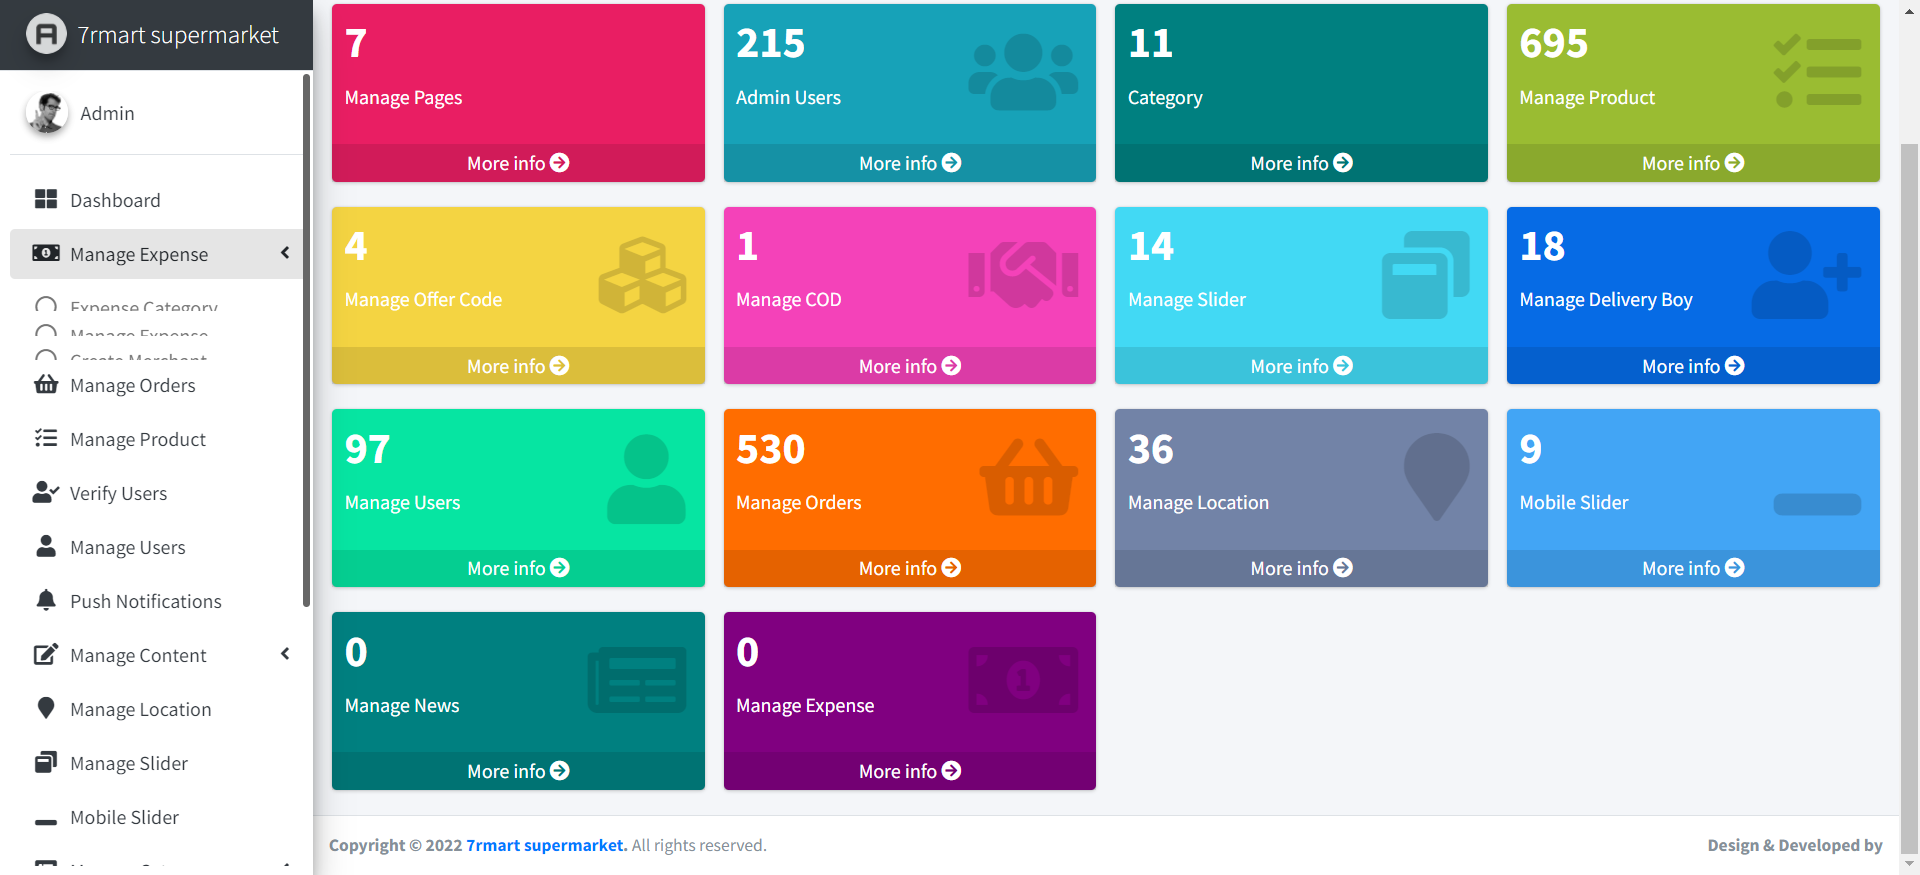 7rmart supermarket
Admin
Dashboard
Manage Expense
Expense Category
Manage Expense
Create Merchant
Manage Orders
Manage Product
Verify Users
Manage Users
Push Notifications
Manage Content
Manage Location
Manage Slider
Mobile Slider
7
Manage Pages
More info
215
Admin Users
More info
11
Category
More info
695
Manage Product
More info
4
Manage Offer Code
More info
1
Manage COD
More info
14
Manage Slider
More info
18
Manage Delivery Boy
More info
97
Manage Users
More info
530
Manage Orders
More info
36
Manage Location
More info
9
Mobile Slider
More info
0
Manage News
More info
0
Manage Expense
More info
Copyright © 2022 7rmart supermarket. All rights reserved.
Design & Developed by